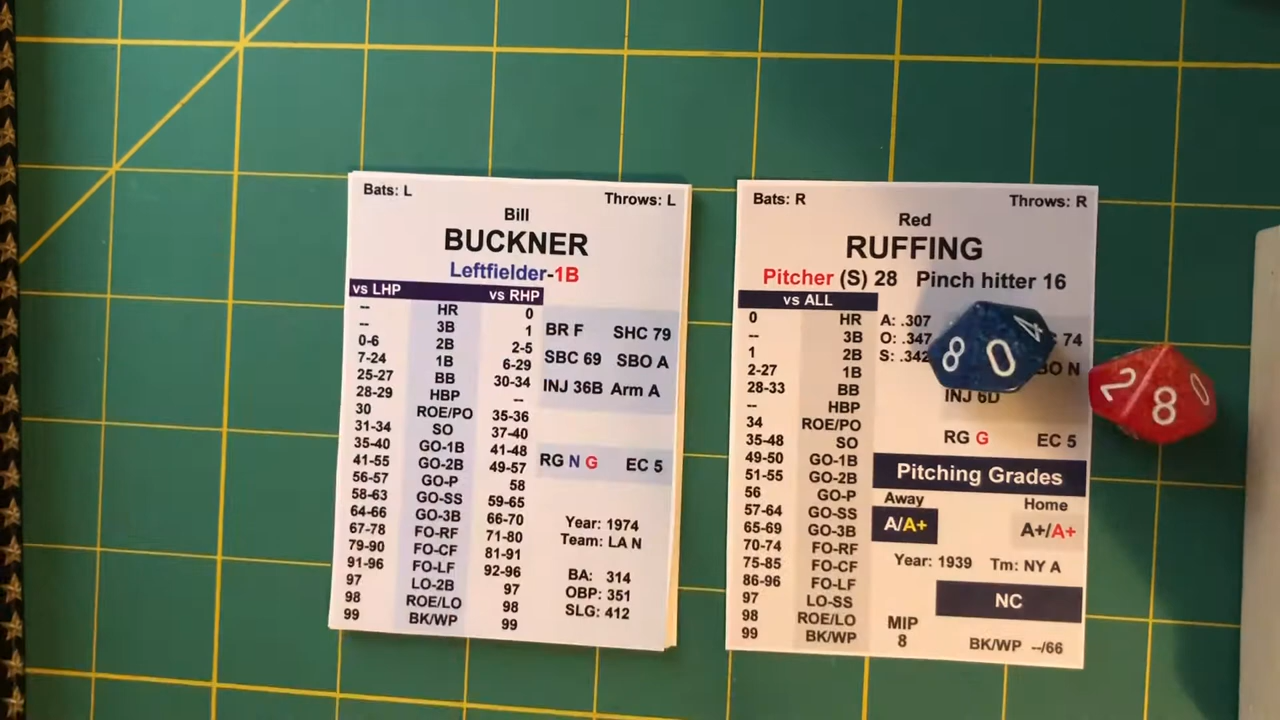 Bats: L Throws: L
Bill
BUCKNER
Leftfielder-1B
vs LHP vs RHP
-- HR 0
-- 3B 1
0-6 2B 2-5
7-24 1B 6-29
25-27 BB 30-34
28-29 HBP --
30 ROE/PO 35-36
31-34 SO 37-40
35-40 GO-1B 41-48
41-55 GO-2B 49-57
56-57 GO-P 58
58-63 GO-SS 59-65
64-66 GO-3B 66-70
67-78 FO-RF 71-80
79-90 FO-CF 81-91
91-96 FO-LF 92-96
97 LO-2B 97
98 ROE/LO 98
99 BK/WP 99
BR F SHC 79
SBC 69 SBO A
INJ 36B Arm A
RG N G EC 5
Year: 1974
Team: LA N
BA: 314
OBP: 351
SLG: 412
Bats: R Throws: R
Red
RUFFING
Pitcher (S) 28 Pinch hitter 16
vs ALL
0 HR
-- 3B
1 2B
2-27 1B
28-33 BB
-- HBP
34 ROE/PO
35-48 SO
49-50 GO-1B
51-55 GO-2B
56 GO-P
57-64 GO-SS
65-69 GO-3B
70-74 FO-RF
75-85 FO-CF
86-96 FO-LF
97 LO-SS
98 ROE/LO
99 BK/WP
A: .307
O: .347 74
S: .342 N
INJ 6D
RG G EC 5
Pitching Grades
Away Home
A/A+ A+/A+
Year: 1939 Tm: NY A
NC
MIP
8 BK/WP --/66
8 0 4
2 8 0